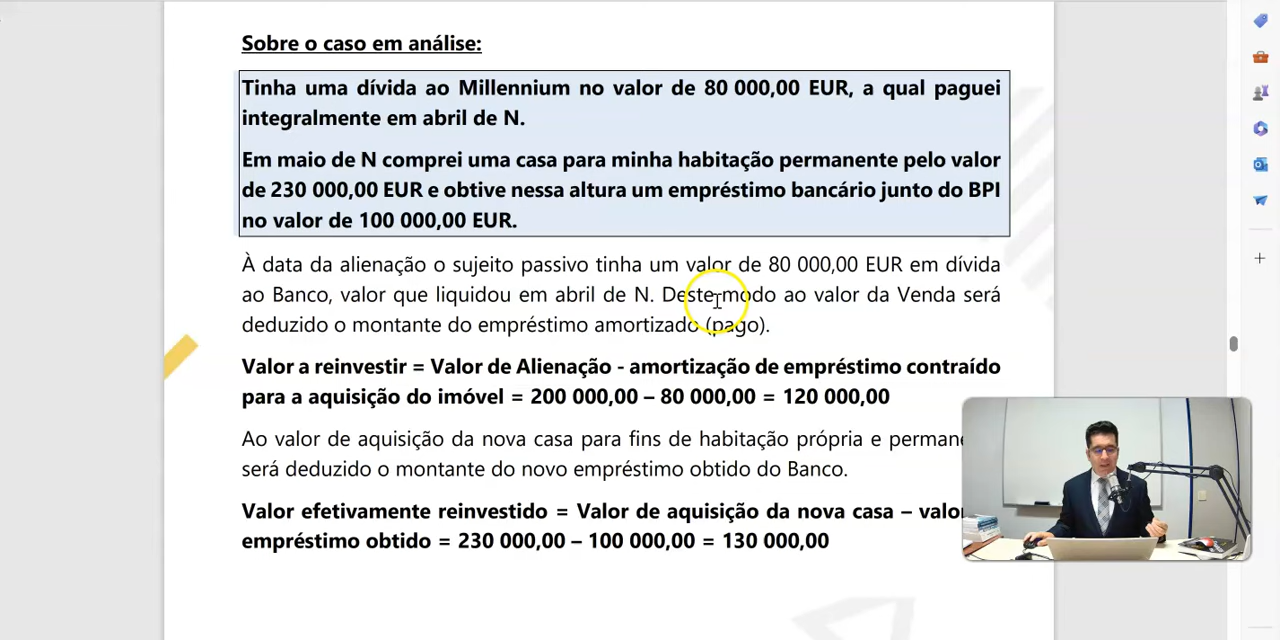 Sobre o caso em análise:
Tinha uma dívida ao Millennium no valor de 80 000,00 EUR, a qual paguei
integralmente em abril de N.
Em maio de N comprei uma casa para minha habitação permanente pelo valor
de 230 000,00 EUR e obtive nessa altura um empréstimo bancário junto do BPI
no valor de 100 000,00 EUR.
À data da alienação o sujeito passivo tinha um valor de 80 000,00 EUR em dívida
ao Banco, valor que liquidou em abril de N. Deste modo ao valor da Venda será
deduzido o montante do empréstimo amortizado (pago).
Valor a reinvestir = Valor de Alienação - amortização de empréstimo contraído
para a aquisição do imóvel = 200 000,00 – 80 000,00 = 120 000,00
Ao valor de aquisição da nova casa para fins de habitação própria e
será deduzido o montante do novo empréstimo obtido do Banco.
Valor efetivamente reinvestido = Valor de aquisição da nova casa – valor
empréstimo obtido = 230 000,00 – 100 000,00 = 130 000,00